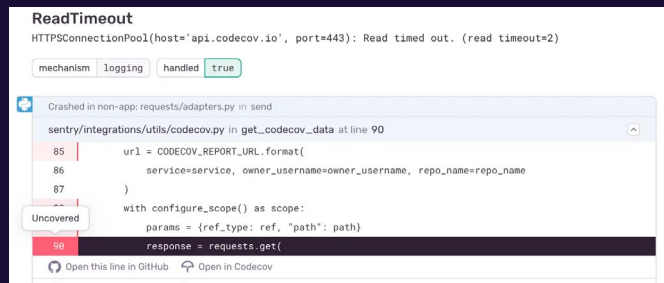 ReadTimeout
HTTPSConnectionPool(host='api.codecov.io', port=443): Read timed out. (read timeout=2)
mechanism logging handled true
Crashed in non-app: requests/adapters.py in send
sentry/integrations/utils/codecov.py in get_codecov_data at line 90
85 url = CODECOV_REPORT_URL.format(
86 service=service, owner_username=owner_username, repo_name=repo_name
87 )
with configure_scope() as scope:
Uncovered
params = {ref_type: ref, "path": path}
90 response = requests.get(
Open this line in GitHub Open in Codecov